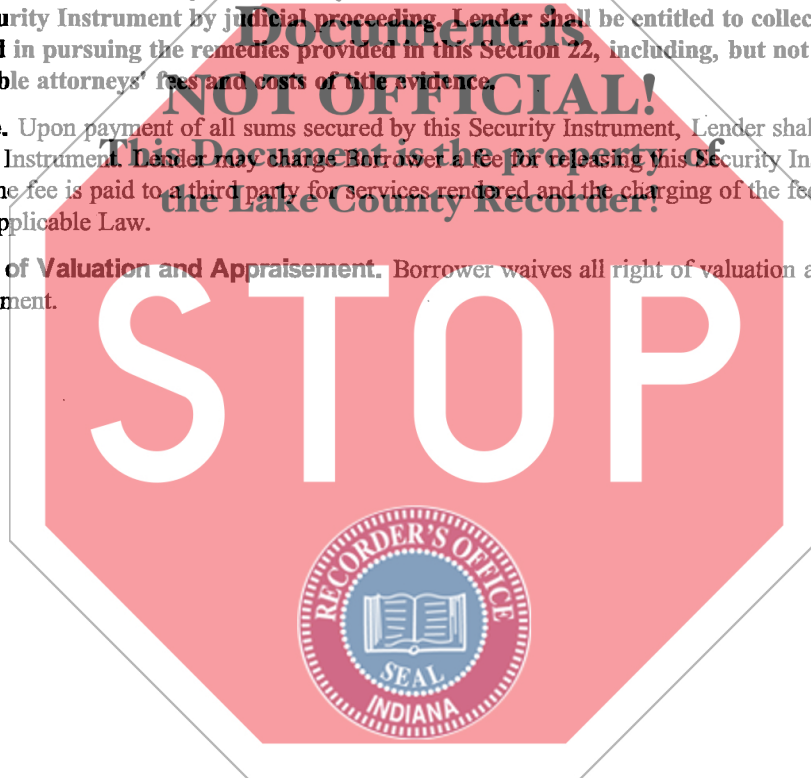 urity Instrument by judicial proceeding. Lender shall be entitled to collec
Document is
d in pursuing the remedies provided in this Section 22, including, but not
ble attorneys' fees and costs of title evidence.
NOT OFFICIAL!
e. Upon payment of all sums secured by this Security Instrument, Lender shal
This Document is the property of
Instrument. Lender may charge Borrower a fee for releasing this Security In
he fee is paid to a third party for services rendered and the charging of the fee
the Lake County Recorder!
pplicable Law.
of Valuation and Appraisement. Borrower waives all right of valuation a
ment.
STOP
RECORDER'S OFFICE
SEAL
INDIANA